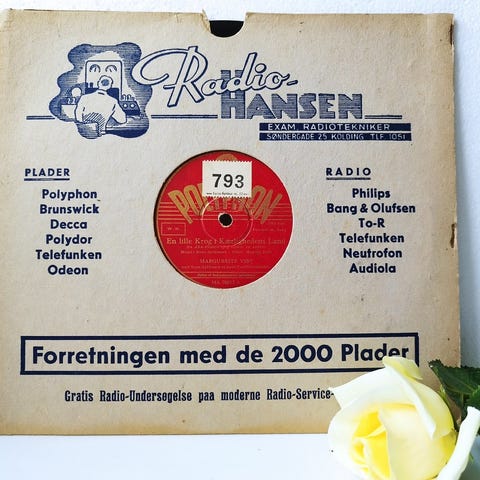 Radio-
HANSEN
EXAM. RADIOTEKNIKER
SØNDERGADE 25 KOLDING TLF. 1051
PLADER
Polyphon
Brunswick
Decca
Polydor
Telefunken
Odeon
793
POLYPHON
En lille Krog i Kærlighedens Land
MARGUERITE VIBY
RADIO
Philips
Bang & Olufsen
To-R
Telefunken
Neutrofon
Audiola
Forretningen med de 2000 Plader
Gratis Radio-Undersøgelse paa moderne Radio-Service-